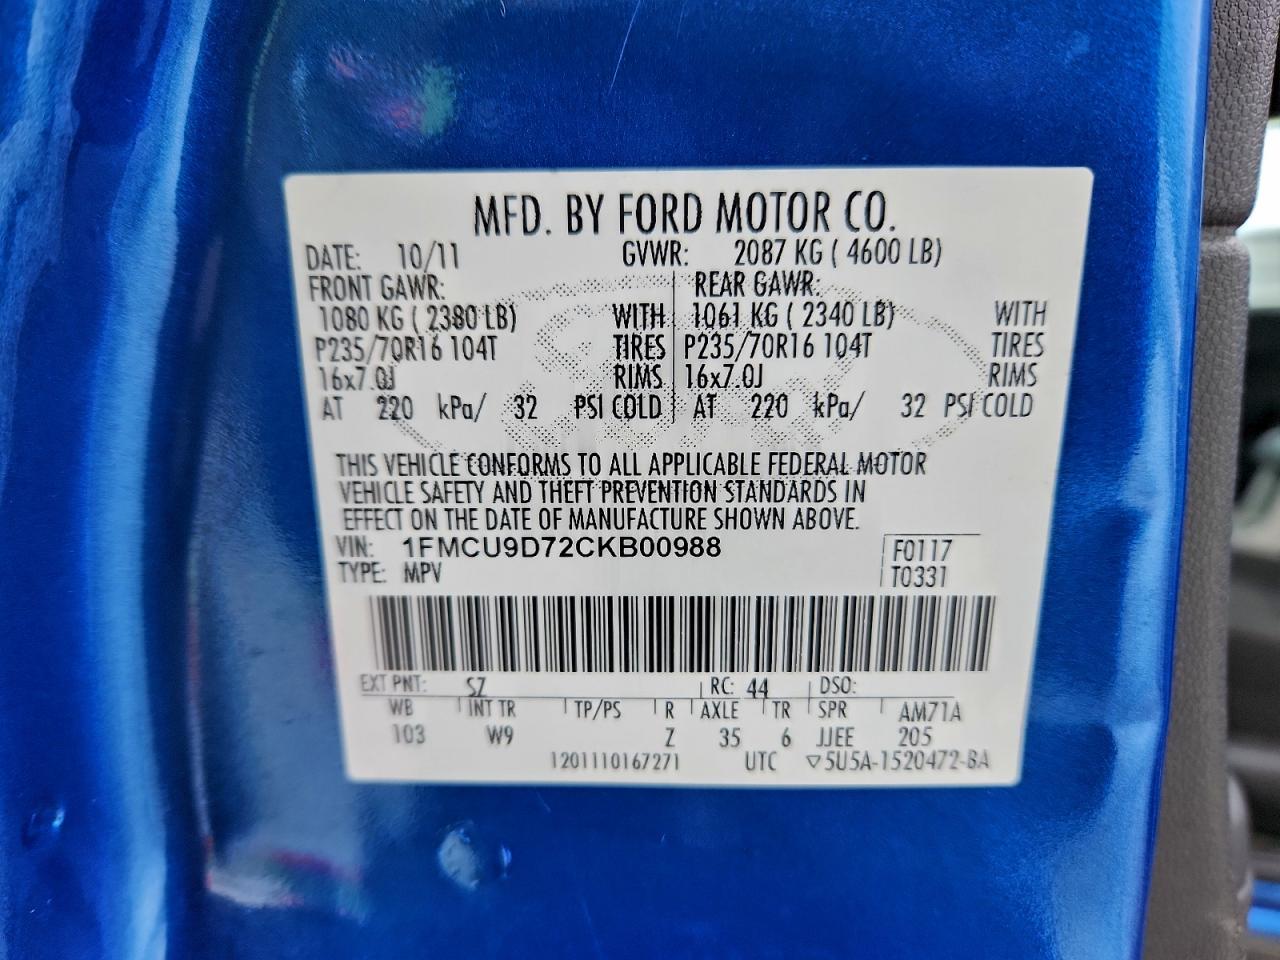 MFD. BY FORD MOTOR CO.
DATE: 10/11 GVWR: 2087 KG ( 4600 LB)
FRONT GAWR: REAR GAWR:
1080 KG ( 2380 LB) WITH 1061 KG ( 2340 LB) WITH
P235/70R16 104T TIRES P235/70R16 104T TIRES
16x7.0J RIMS 16x7.0J RIMS
AT 220 kPa/ 32 PSI COLD AT 220 kPa/ 32 PSI COLD
THIS VEHICLE CONFORMS TO ALL APPLICABLE FEDERAL MOTOR
VEHICLE SAFETY AND THEFT PREVENTION STANDARDS IN
EFFECT ON THE DATE OF MANUFACTURE SHOWN ABOVE.
VIN: 1FMCU9D72CKB00988 F0117
TYPE: MPV T0331
EXT PNT: SZ RC: 44 DSO:
WB INT TR TP/PS R AXLE TR SPR AM71A
103 W9 Z 35 6 JJEE 205
1201110167271 UTC ▽5U5A-1520472-BA